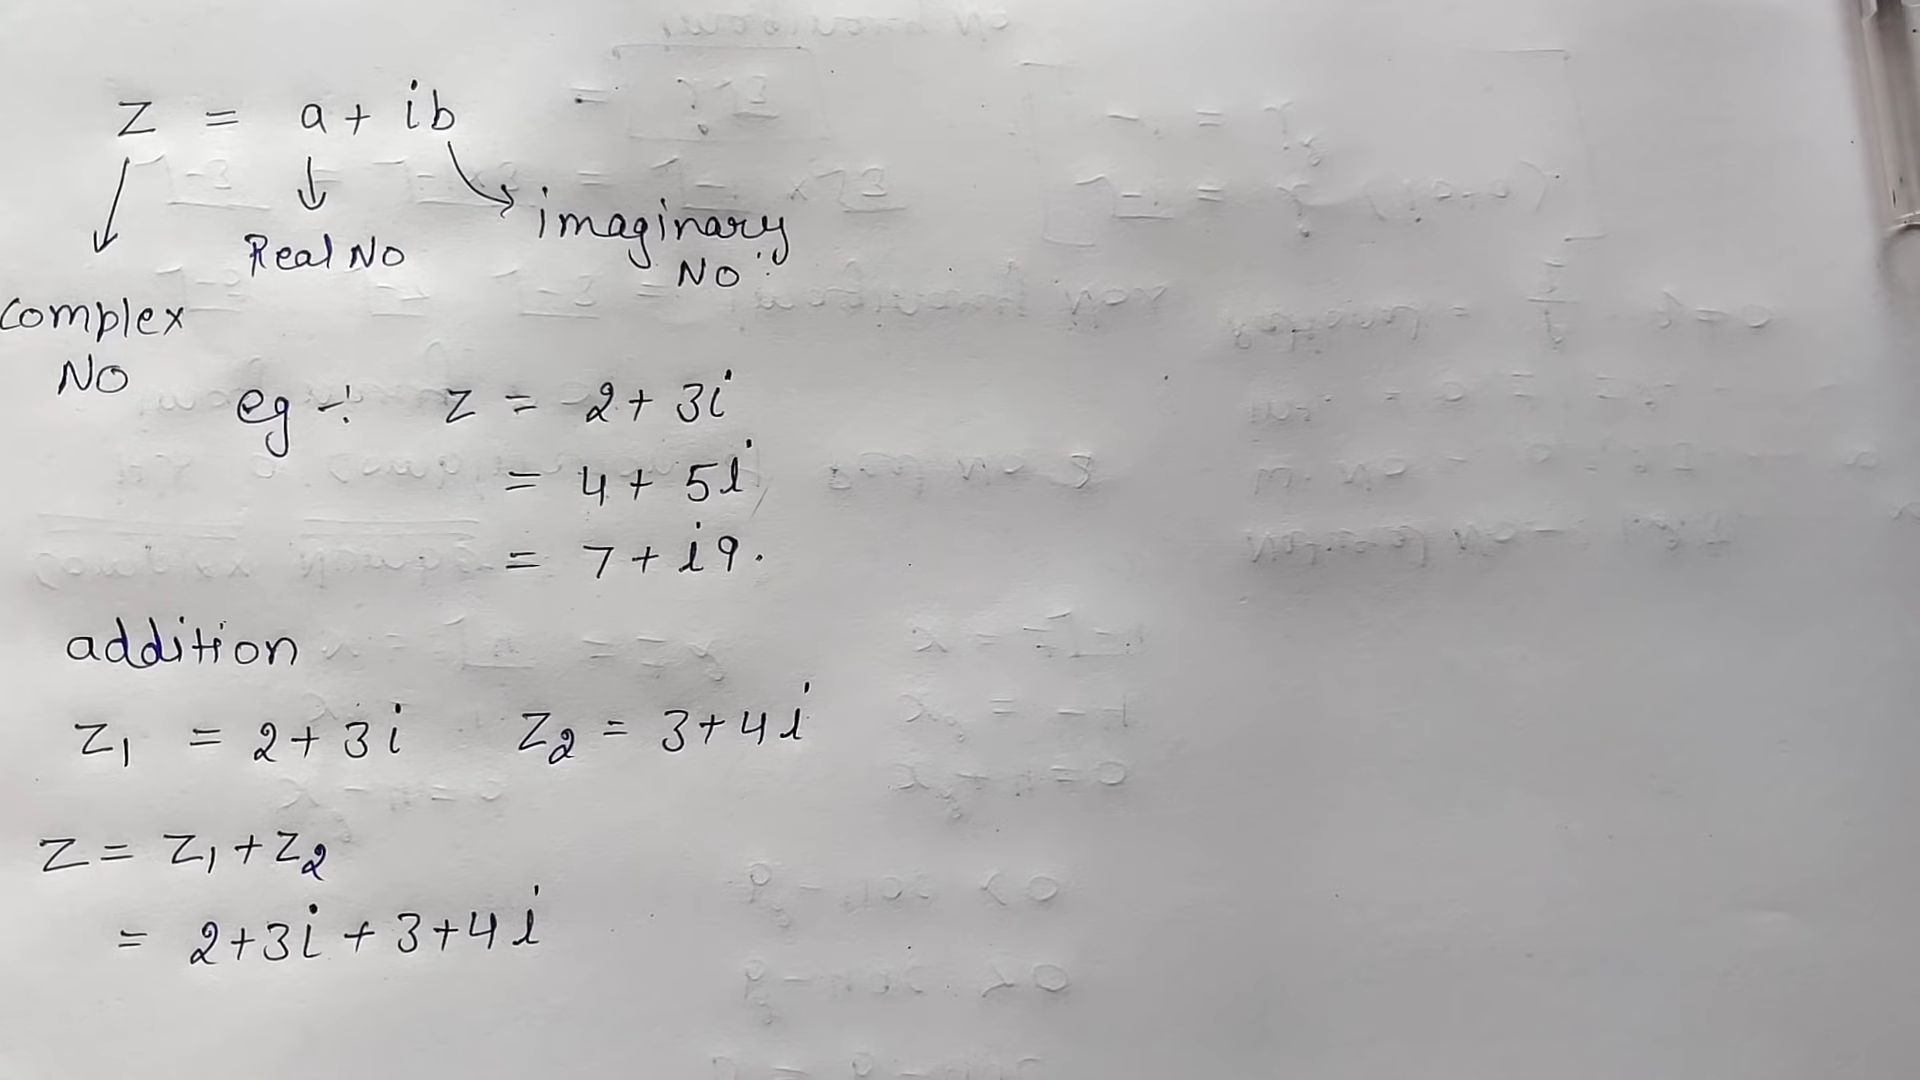 z = a + ib
Real No
imaginary
No
complex
No
eg ÷ z = 2 + 3i
= 4 + 5i
= 7 + i9.
addition
z₁ = 2 + 3i z₂ = 3 + 4i
z = z₁ + z₂
= 2 + 3i + 3 + 4i